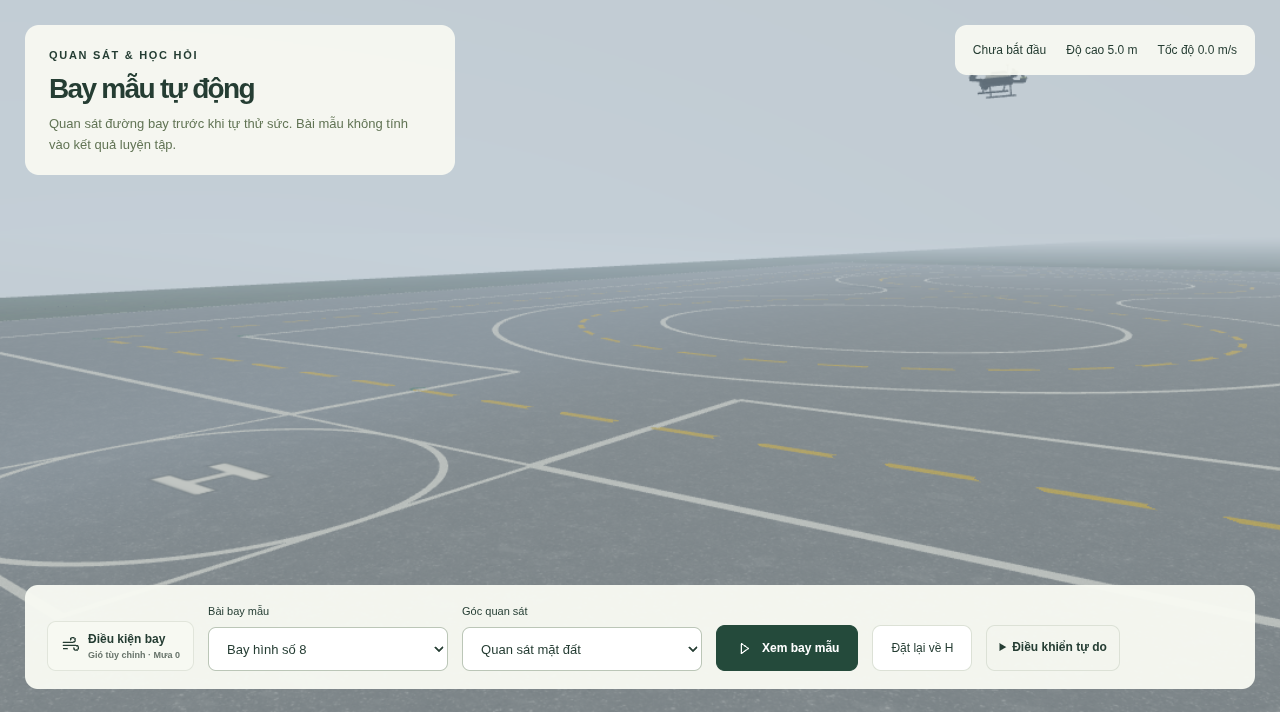 QUAN SÁT & HỌC HỎI
Bay mẫu tự động
Quan sát đường bay trước khi tự thử sức. Bài mẫu không tính
vào kết quả luyện tập.
Chưa bắt đầu Độ cao 5.0 m Tốc độ 0.0 m/s
H
Điều kiện bay
Gió tùy chỉnh · Mưa 0
Bài bay mẫu
Bay hình số 8
Góc quan sát
Quan sát mặt đất
Xem bay mẫu
Đặt lại về H
Điều khiển tự do